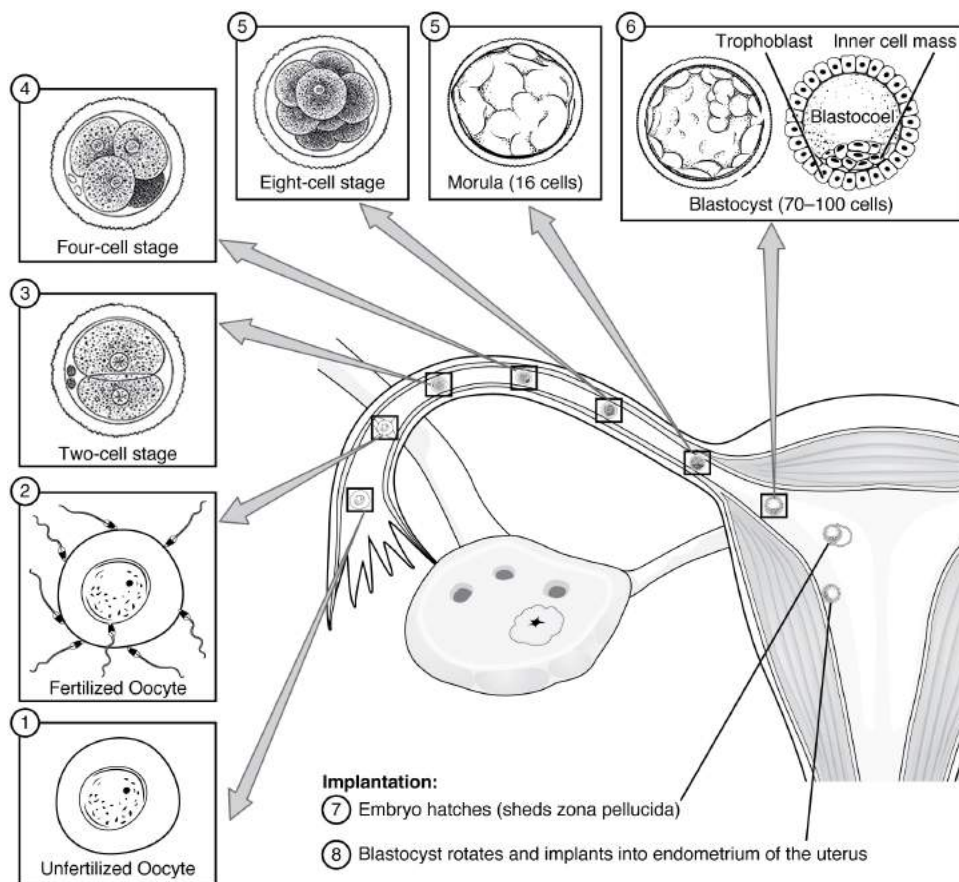 5
Eight-cell stage
5
Morula (16 cells)
6
Trophoblast
Inner cell mass
Blastocoel
Blastocyst (70–100 cells)
4
Four-cell stage
3
Two-cell stage
2
Fertilized Oocyte
1
Unfertilized Oocyte
Implantation:
7 Embryo hatches (sheds zona pellucida)
8 Blastocyst rotates and implants into endometrium of the uterus